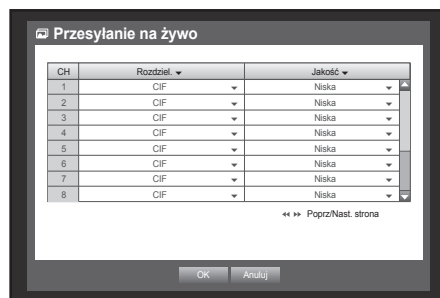 Przesyłanie na żywo
CH Rozdziel. Jakość
1 CIF Niska
2 CIF Niska
3 CIF Niska
4 CIF Niska
5 CIF Niska
6 CIF Niska
7 CIF Niska
8 CIF Niska
Poprz/Nast. strona
OK Anuluj